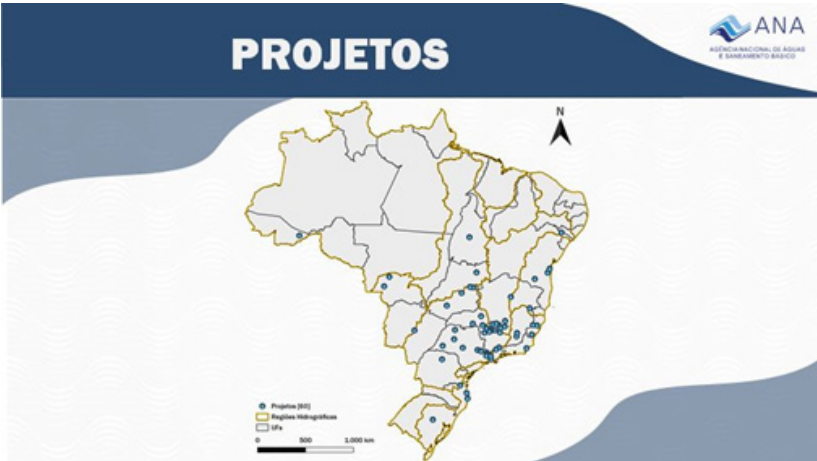 PROJETOS
ANA
AGÊNCIA NACIONAL DE ÁGUAS
E SANEAMENTO BÁSICO
N
Projetos [60]
Regiões Hidrográficas
UFs
0 500 1.000 km